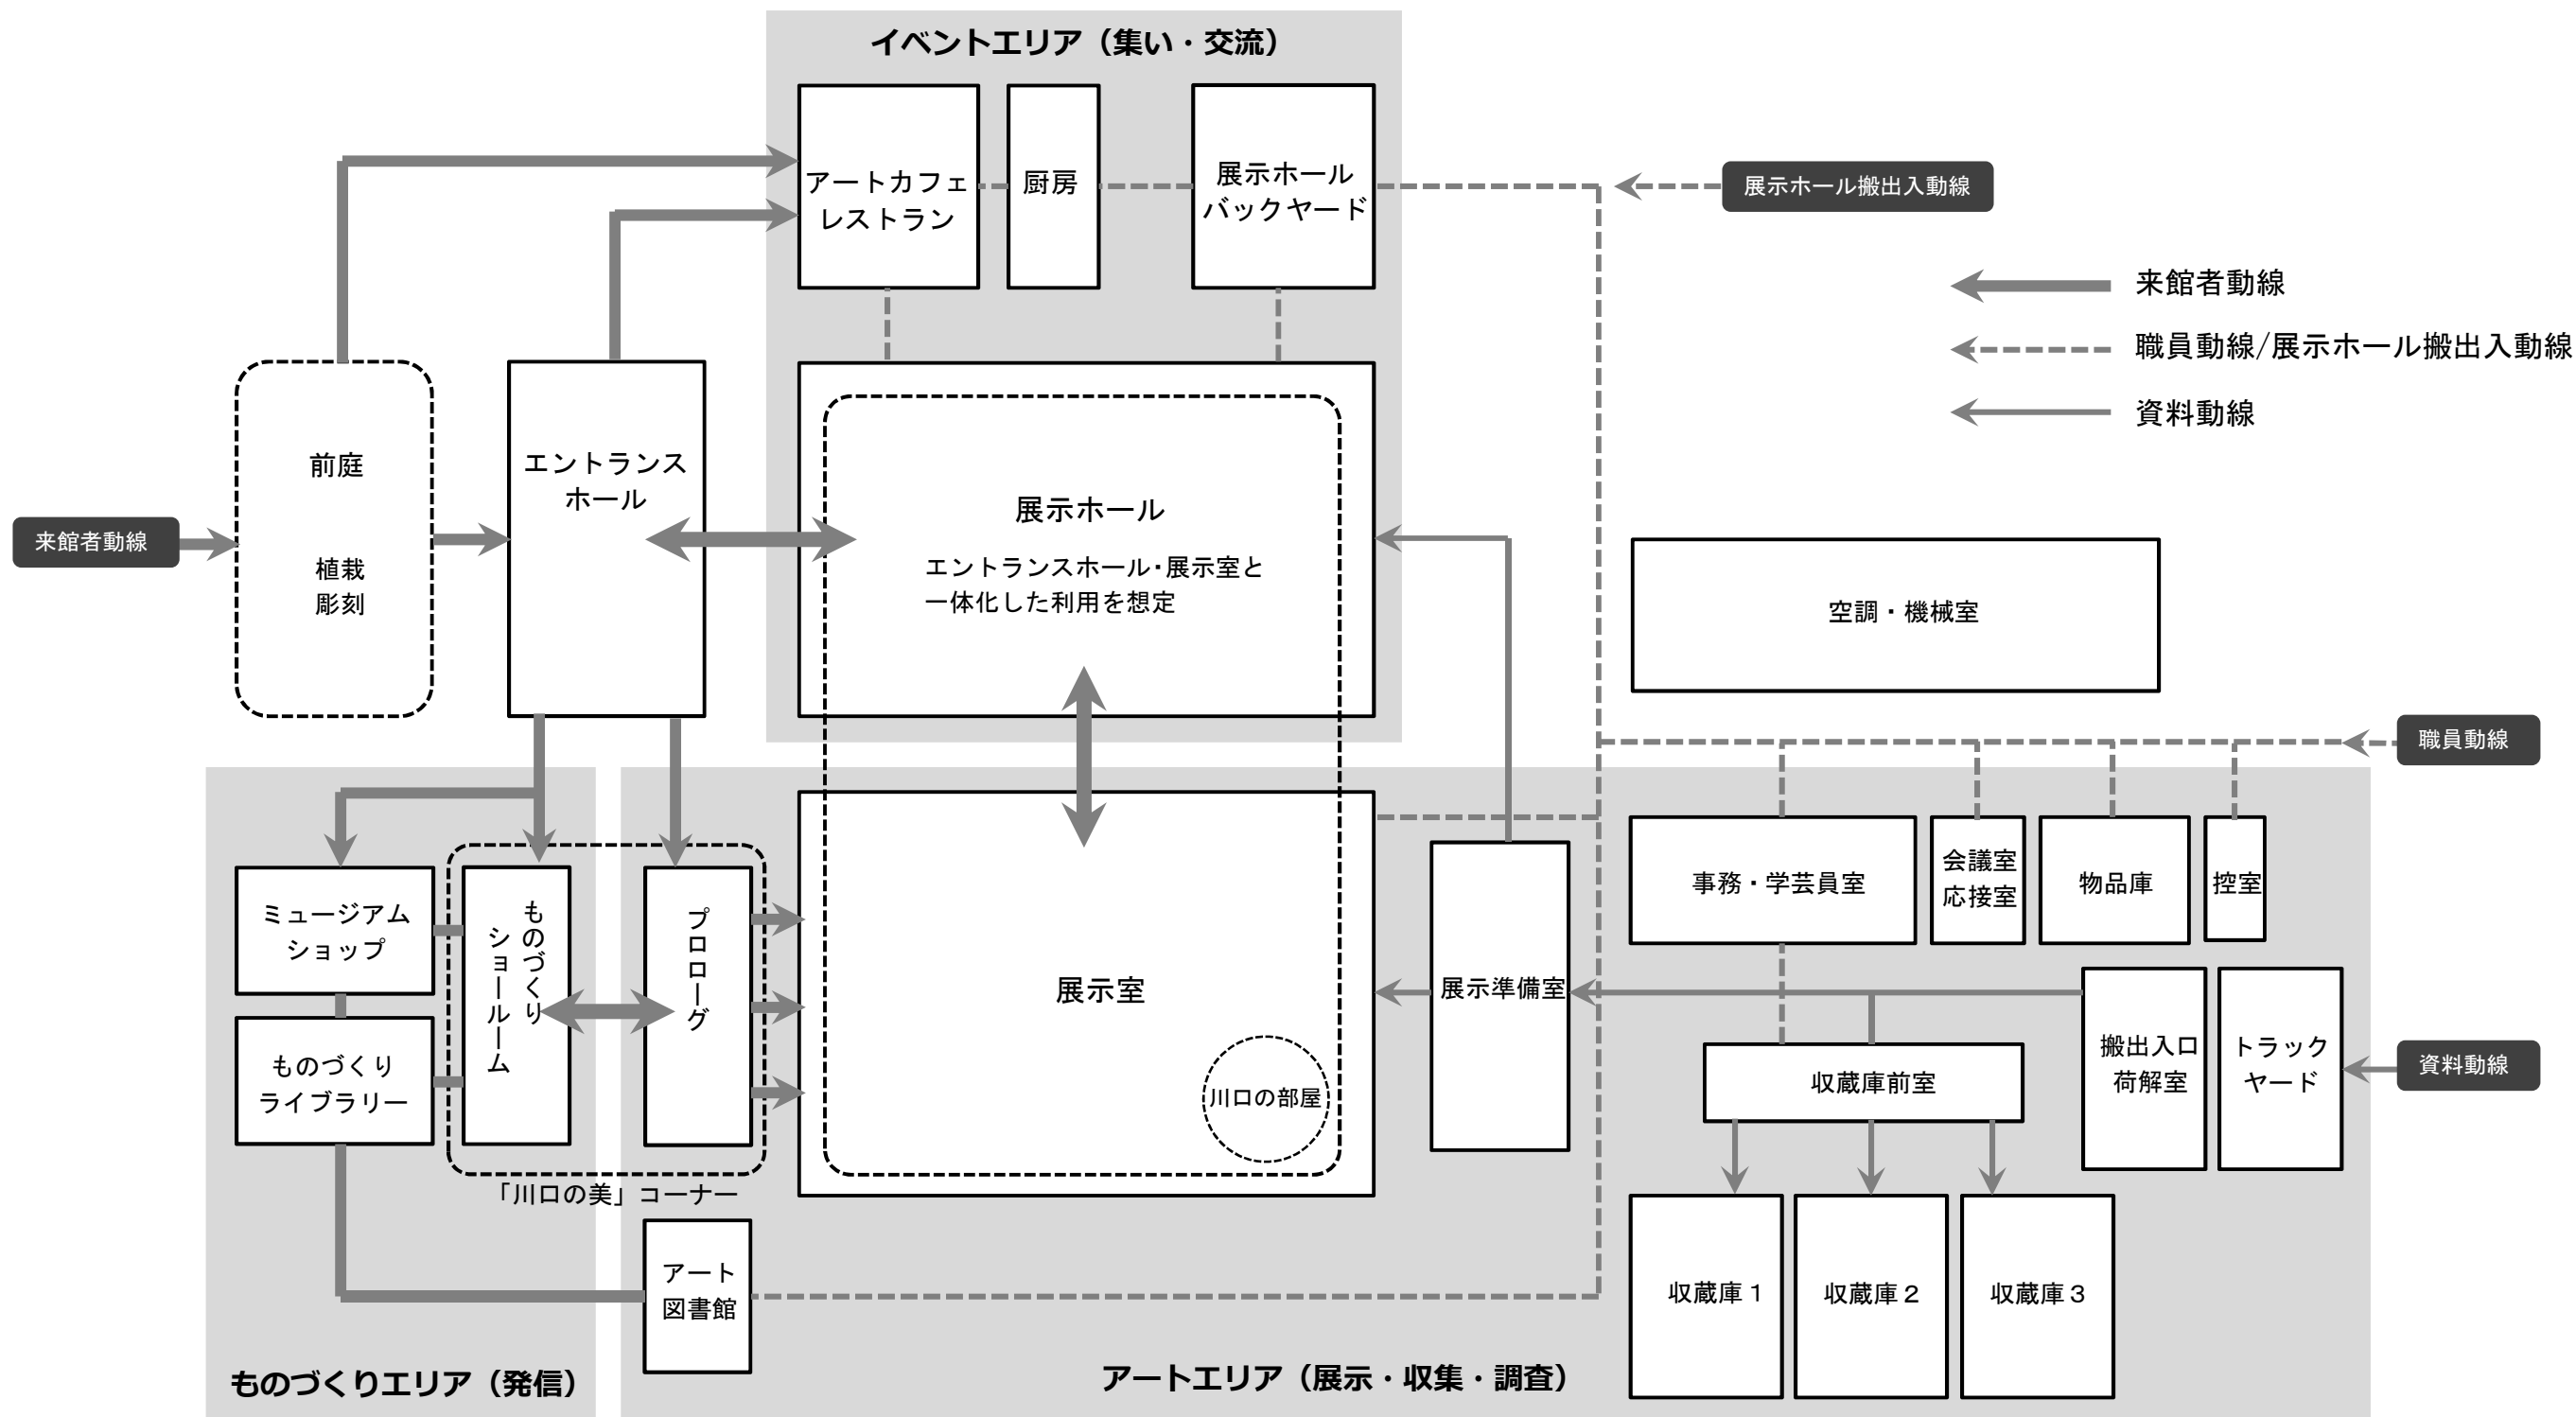 イベントエリア（集い・交流）
アートカフェ
レストラン
厨房
展示ホール
バックヤード
展示ホール搬出入動線
来館者動線
職員動線/展示ホール搬出入動線
資料動線
来館者動線
前庭
植栽
彫刻
エントランス
ホール
展示ホール
エントランスホール・展示室と
一体化した利用を想定
空調・機械室
職員動線
ミュージアム
ショップ
ものづくり
ライブラリー
ものづくり
ショールーム
プロローグ
「川口の美」コーナー
展示室
川口の部屋
展示準備室
事務・学芸員室
会議室
応接室
物品庫
控室
収蔵庫前室
搬出入口
荷解室
トラック
ヤード
資料動線
収蔵庫１
収蔵庫２
収蔵庫３
アート
図書館
ものづくりエリア（発信）
アートエリア（展示・収集・調査）